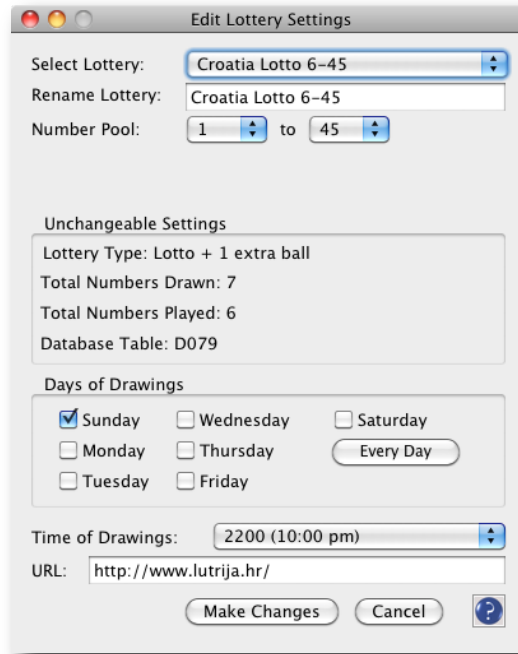 Edit Lottery Settings
Select Lottery: Croatia Lotto 6-45
Rename Lottery: Croatia Lotto 6-45
Number Pool: 1 to 45
Unchangeable Settings
Lottery Type: Lotto + 1 extra ball
Total Numbers Drawn: 7
Total Numbers Played: 6
Database Table: D079
Days of Drawings
Sunday Wednesday Saturday
Monday Thursday Every Day
Tuesday Friday
Time of Drawings: 2200 (10:00 pm)
URL: http://www.lutrija.hr/
Make Changes Cancel ?